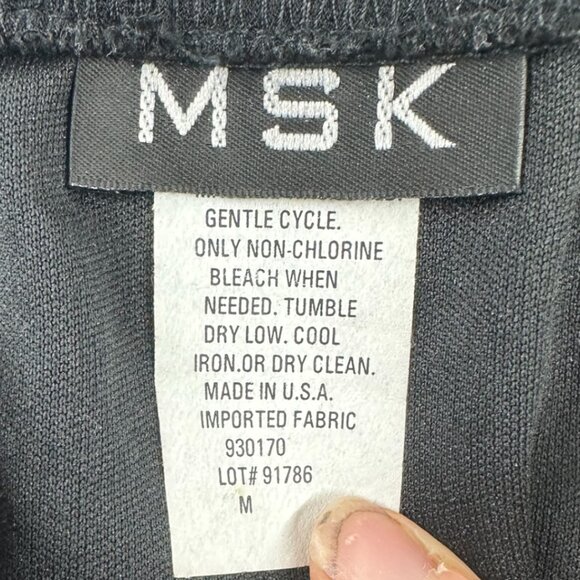 MSK
GENTLE CYCLE.
ONLY NON-CHLORINE
BLEACH WHEN
NEEDED. TUMBLE
DRY LOW. COOL
IRON.OR DRY CLEAN.
MADE IN U.S.A.
IMPORTED FABRIC
930170
LOT# 91786
M